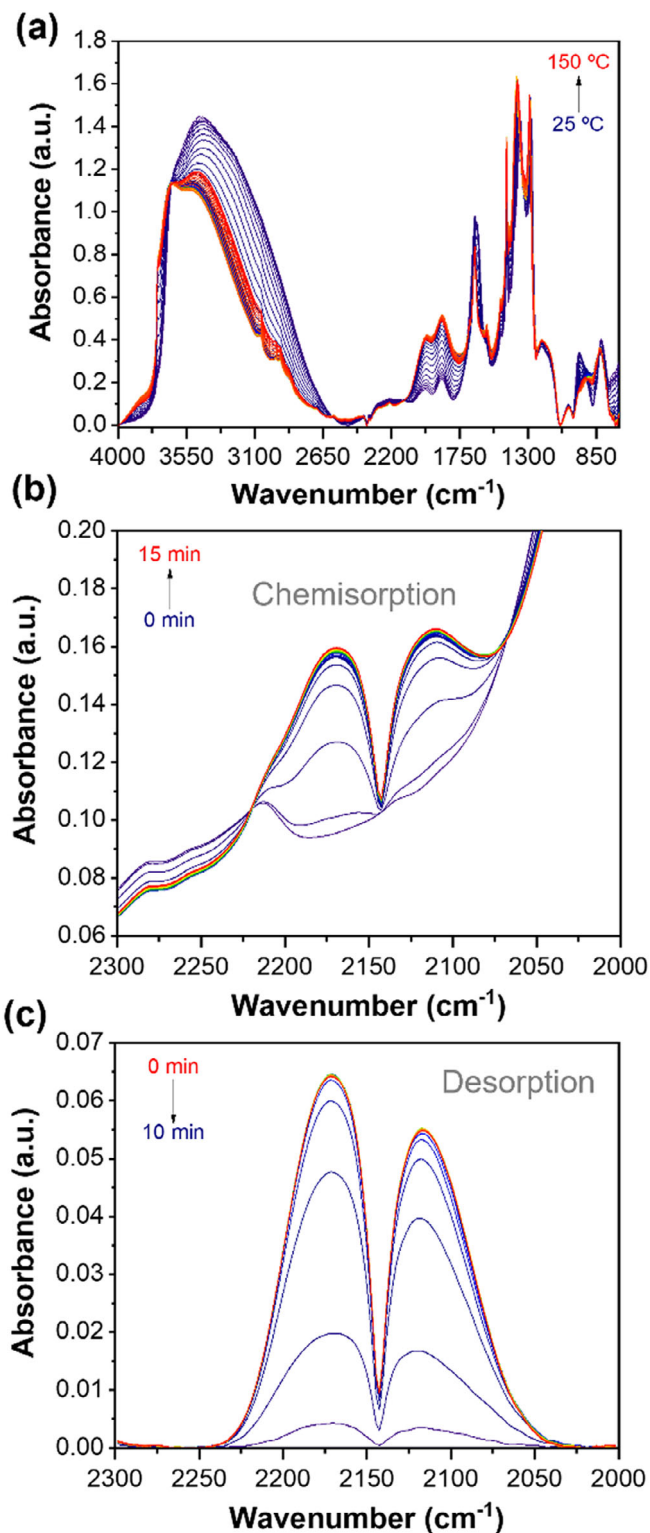 (a)
1.8
1.6
1.4
1.2
1.0
0.8
0.6
0.4
0.2
0.0
Absorbance (a.u.)
150 ºC
25 ºC
4000 3550 3100 2650 2200 1750 1300 850
Wavenumber (cm⁻¹)
(b)
0.20
0.18
0.16
0.14
0.12
0.10
0.08
0.06
Absorbance (a.u.)
15 min
0 min
Chemisorption
2300 2250 2200 2150 2100 2050 2000
Wavenumber (cm⁻¹)
(c)
0.07
0.06
0.05
0.04
0.03
0.02
0.01
0.00
Absorbance (a.u.)
0 min
10 min
Desorption
2300 2250 2200 2150 2100 2050 2000
Wavenumber (cm⁻¹)